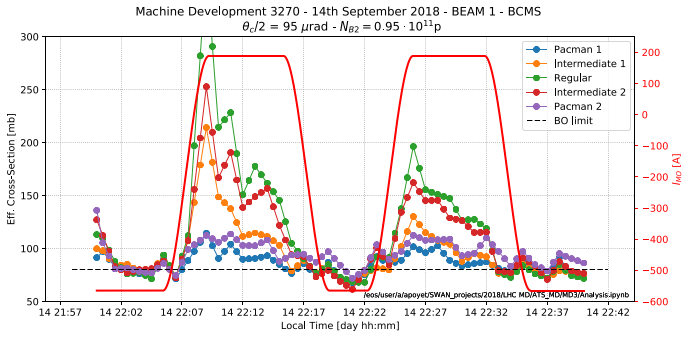 Machine Development 3270 - 14th September 2018 - BEAM 1 - BCMS
θc/2 = 95 μrad - NB2 = 0.95 · 10^11p
300
250
200
150
100
50
Eff. Cross-Section [mb]
Pacman 1
Intermediate 1
Regular
Intermediate 2
Pacman 2
BO limit
200
100
0
−100
−200
−300
−400
−500
−600
IMO [A]
/eos/user/a/apoyet/SWAN_projects/2018/LHC MD/ATS_MD/MD3/Analysis.ipynb
14 21:57 14 22:02 14 22:07 14 22:12 14 22:17 14 22:22 14 22:27 14 22:32 14 22:37 14 22:42
Local Time [day hh:mm]